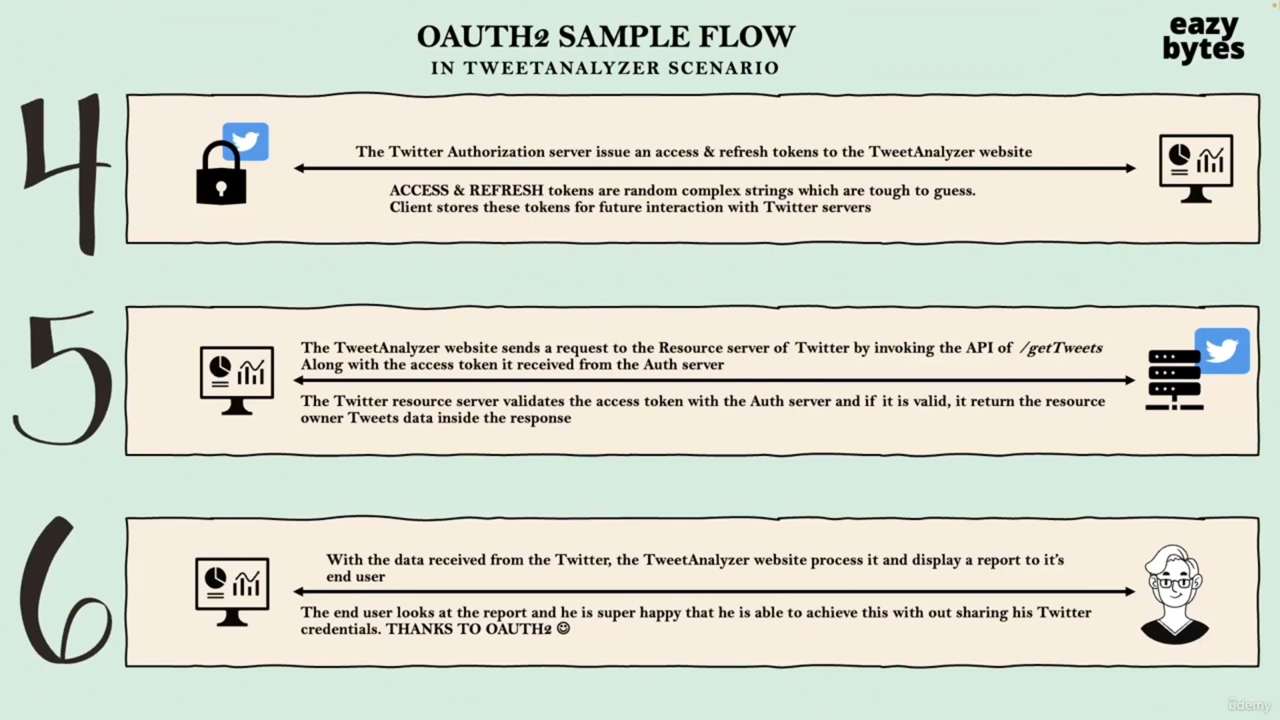 OAUTH2 SAMPLE FLOW
IN TWEETANALYZER SCENARIO
eazy
bytes
4
The Twitter Authorization server issue an access & refresh tokens to the TweetAnalyzer website
ACCESS & REFRESH tokens are random complex strings which are tough to guess.
Client stores these tokens for future interaction with Twitter servers
5
The TweetAnalyzer website sends a request to the Resource server of Twitter by invoking the API of /getTweets
Along with the access token it received from the Auth server
The Twitter resource server validates the access token with the Auth server and if it is valid, it return the resource
owner Tweets data inside the response
6
With the data received from the Twitter, the TweetAnalyzer website process it and display a report to it's
end user
The end user looks at the report and he is super happy that he is able to achieve this with out sharing his Twitter
credentials. THANKS TO OAUTH2 ☺
udemy